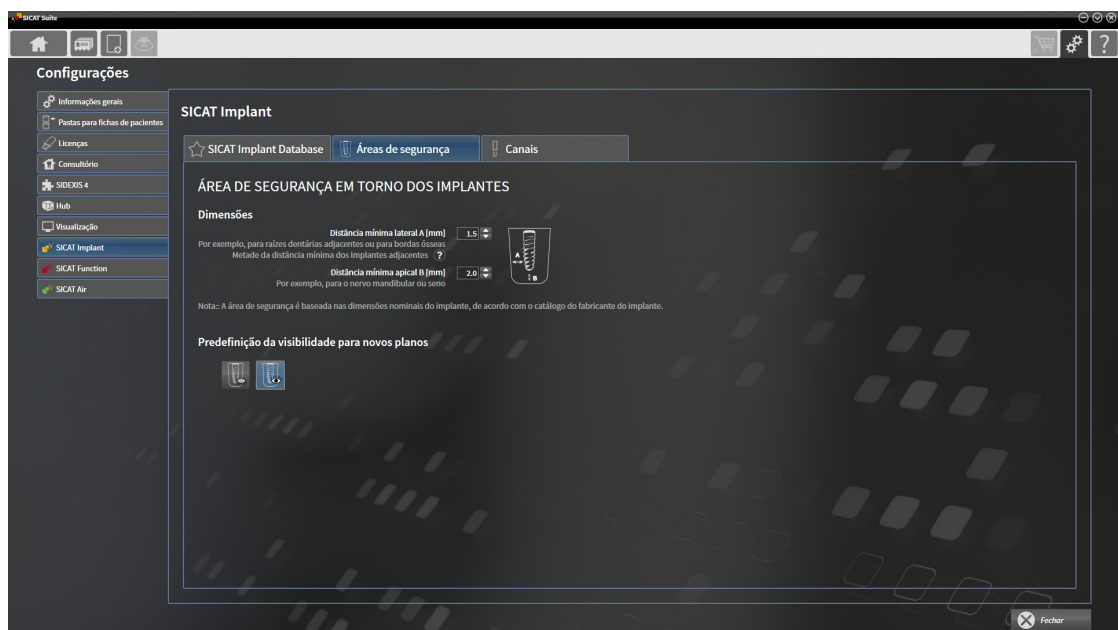 SICAT Suite
?
Configurações
Informações gerais
Pastas para fichas de pacientes
Licenças
Consultório
SIDEXIS 4
Hub
Visualização
SICAT Implant
SICAT Function
SICAT Air
SICAT Implant
SICAT Implant Database
Áreas de segurança
Canais
ÁREA DE SEGURANÇA EM TORNO DOS IMPLANTES
Dimensões
Distância mínima lateral A [mm] 1.5
Por exemplo, para raízes dentárias adjacentes ou para bordas ósseas
Metade da distância mínima dos implantes adjacentes ?
A
Distância mínima apical B [mm] 2.0
B
Por exemplo, para o nervo mandibular ou seno
Nota:: A área de segurança é baseada nas dimensões nominais do implante, de acordo com o catálogo do fabricante do implante.
Predefinição da visibilidade para novos planos
Fechar